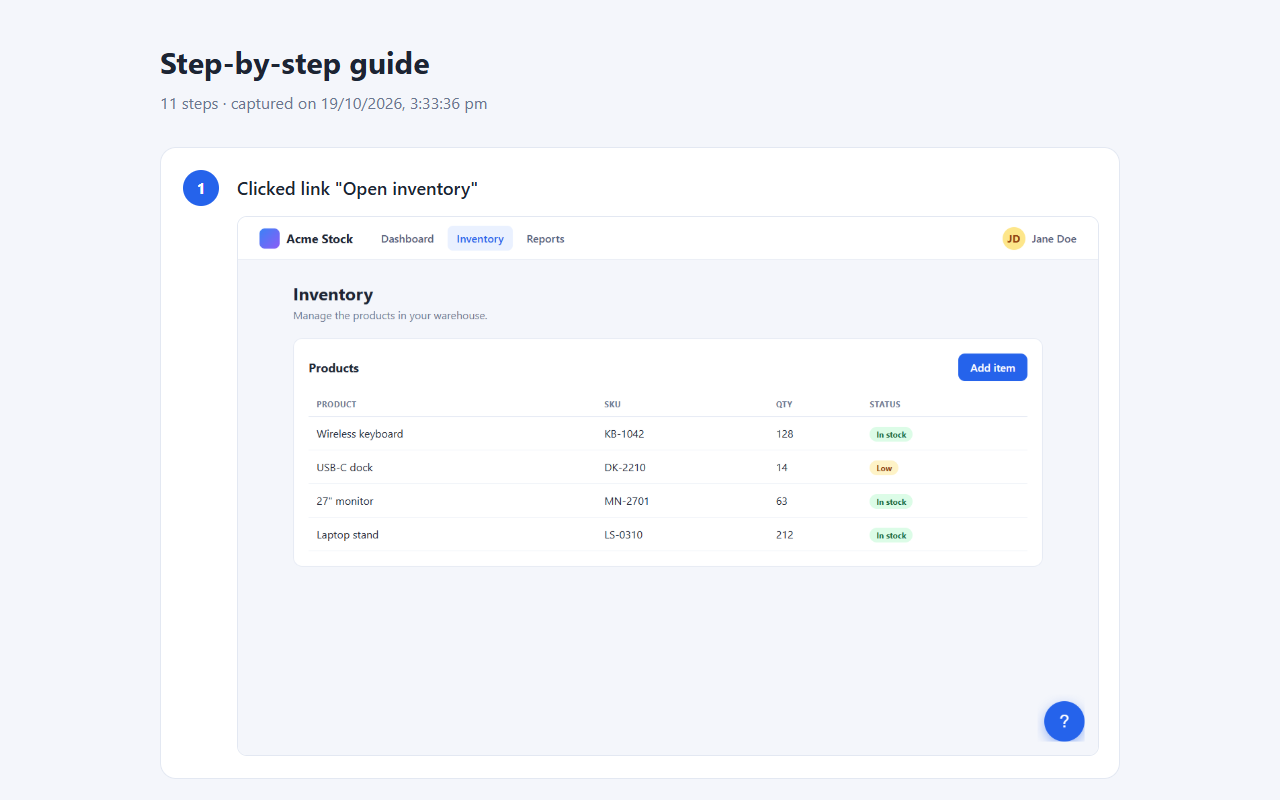 Step-by-step guide
11 steps · captured on 19/10/2026, 3:33:36 pm
1 Clicked link "Open inventory"
Acme Stock Dashboard Inventory Reports JD Jane Doe
Inventory
Manage the products in your warehouse.
Products Add item
PRODUCT SKU QTY STATUS
Wireless keyboard KB-1042 128 In stock
USB-C dock DK-2210 14 Low
27" monitor MN-2701 63 In stock
Laptop stand LS-0310 212 In stock
?